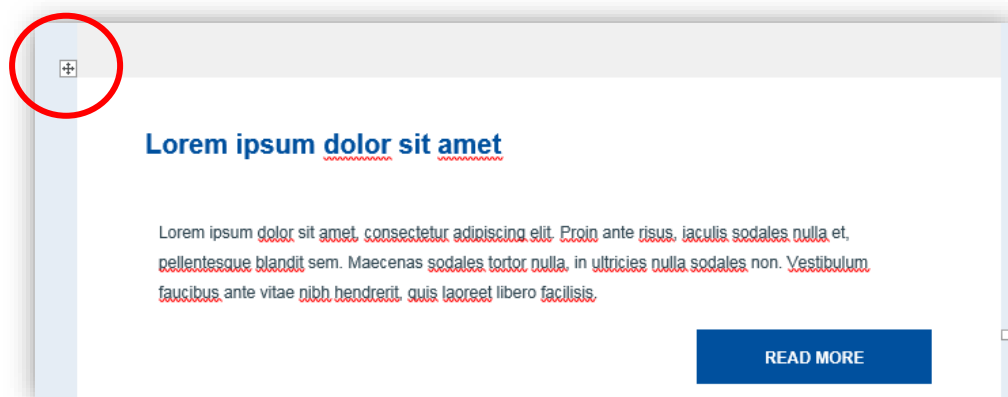 Lorem ipsum dolor sit amet
Lorem ipsum dolor sit amet, consectetur adipiscing elit. Proin ante risus, iaculis sodales nulla et,
pellentesque blandit sem. Maecenas sodales tortor nulla, in ultricies nulla sodales non. Vestibulum
faucibus ante vitae nibh hendrerit, quis laoreet libero facilisis.
READ MORE